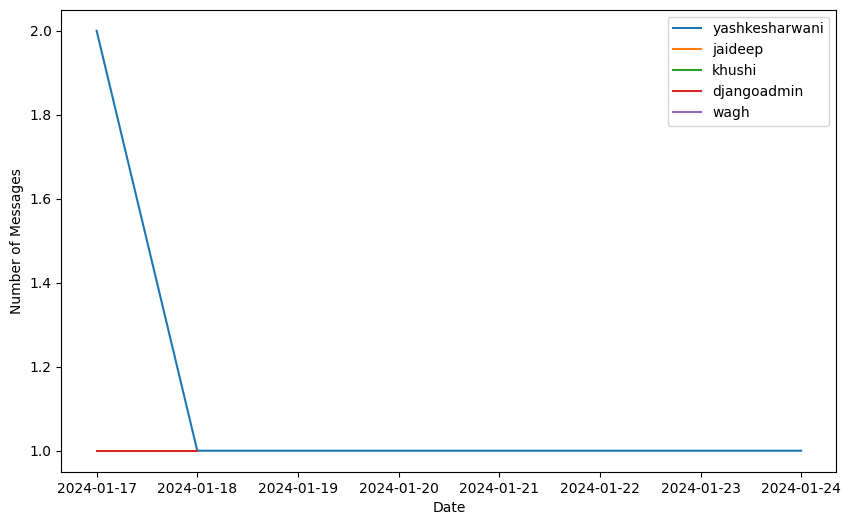 2.0
1.8
1.6
1.4
1.2
1.0
Number of Messages
yashkesharwani
jaideep
khushi
djangoadmin
wagh
2024-01-17 2024-01-18 2024-01-19 2024-01-20 2024-01-21 2024-01-22 2024-01-23 2024-01-24
Date